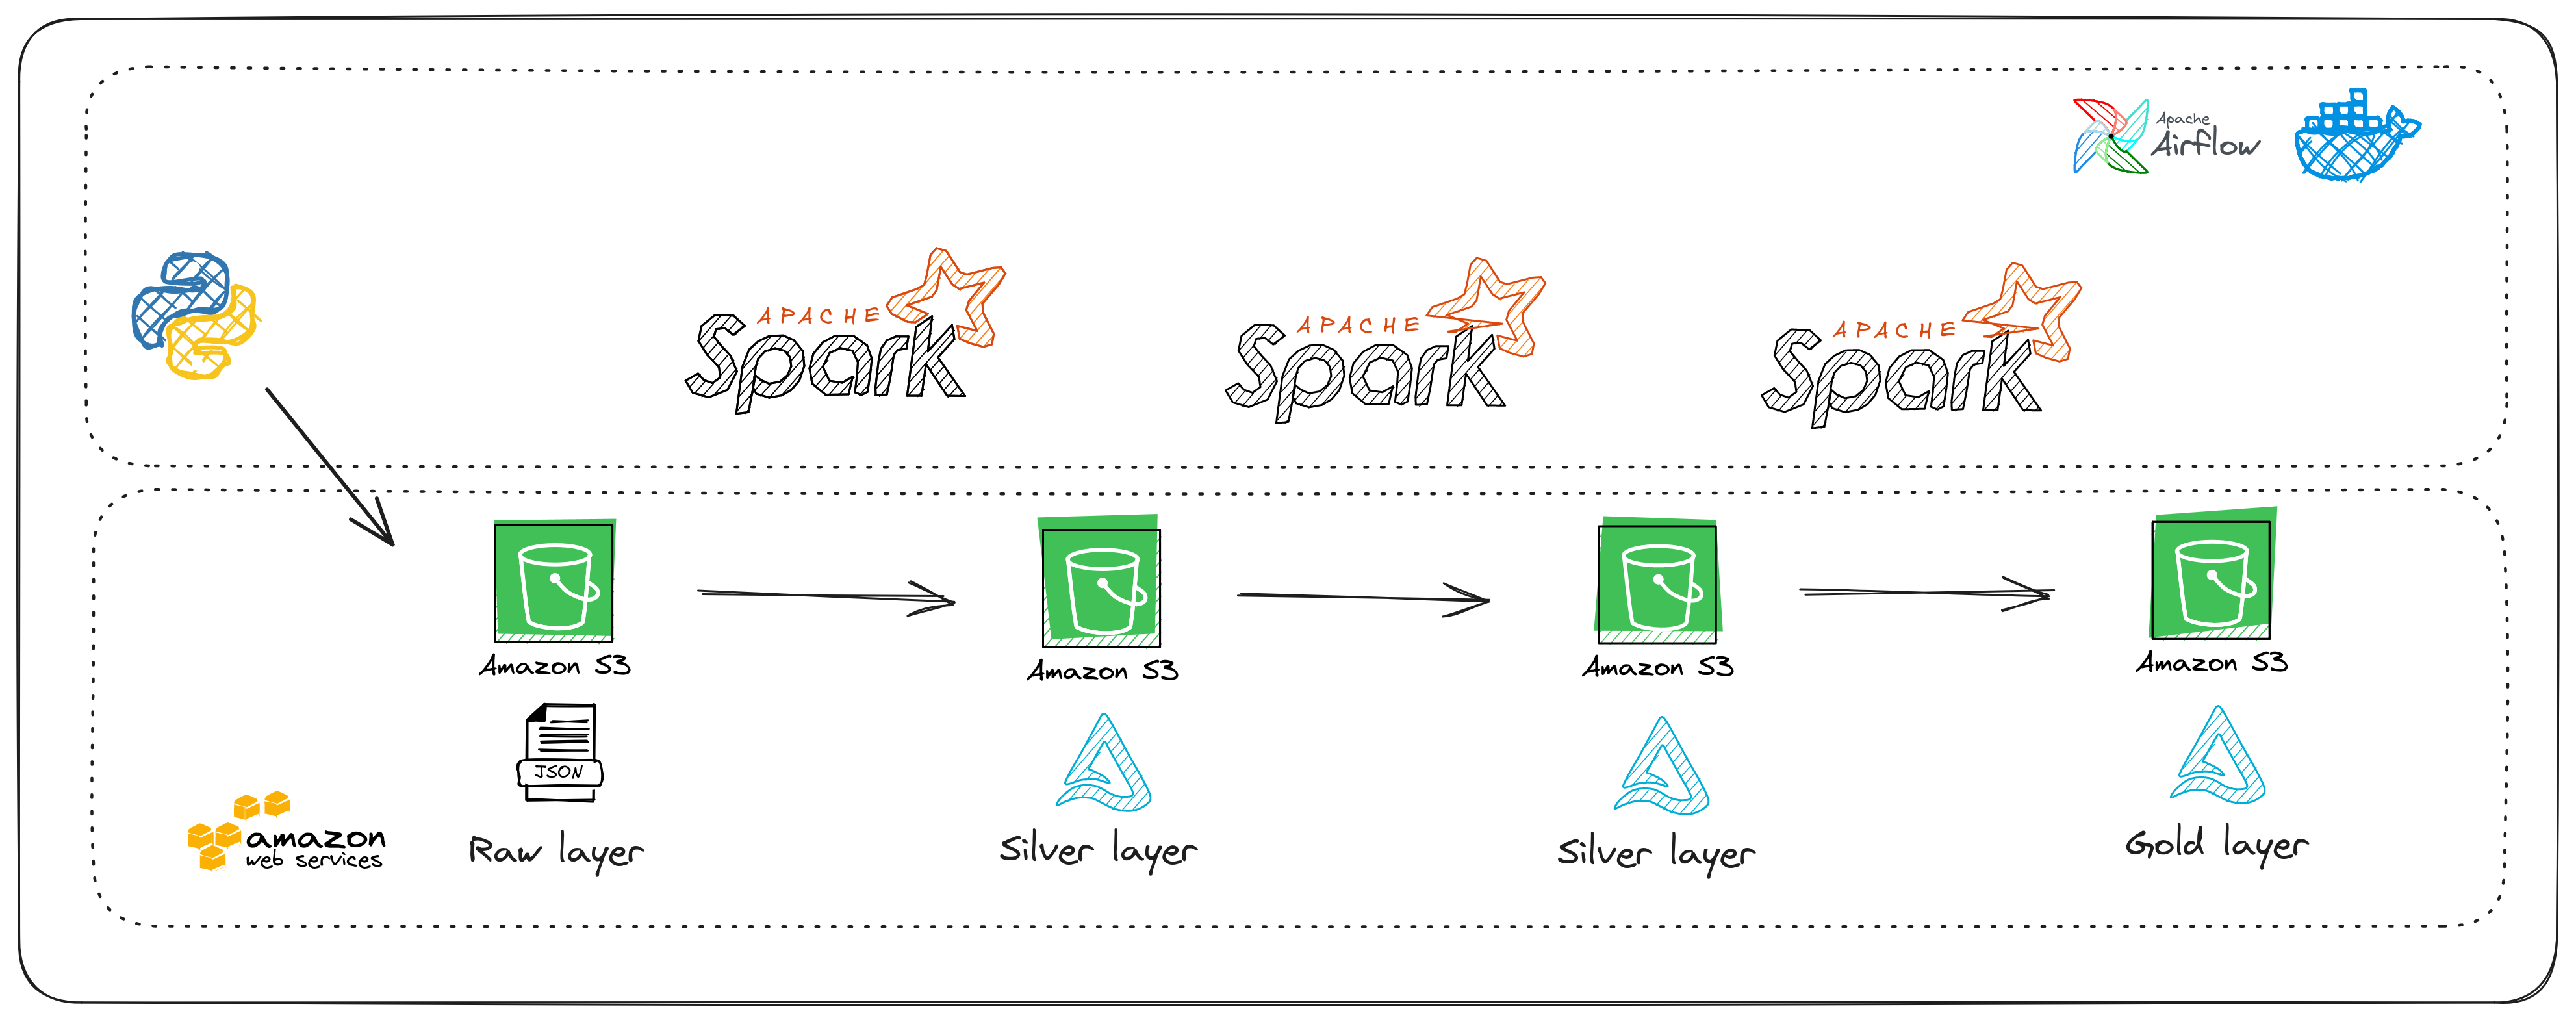 Apache
Airflow
APACHE
Spark
APACHE
Spark
APACHE
Spark
Amazon S3
Amazon S3
Amazon S3
Amazon S3
JSON
amazon
web services
Raw layer
Silver layer
Silver layer
Gold layer